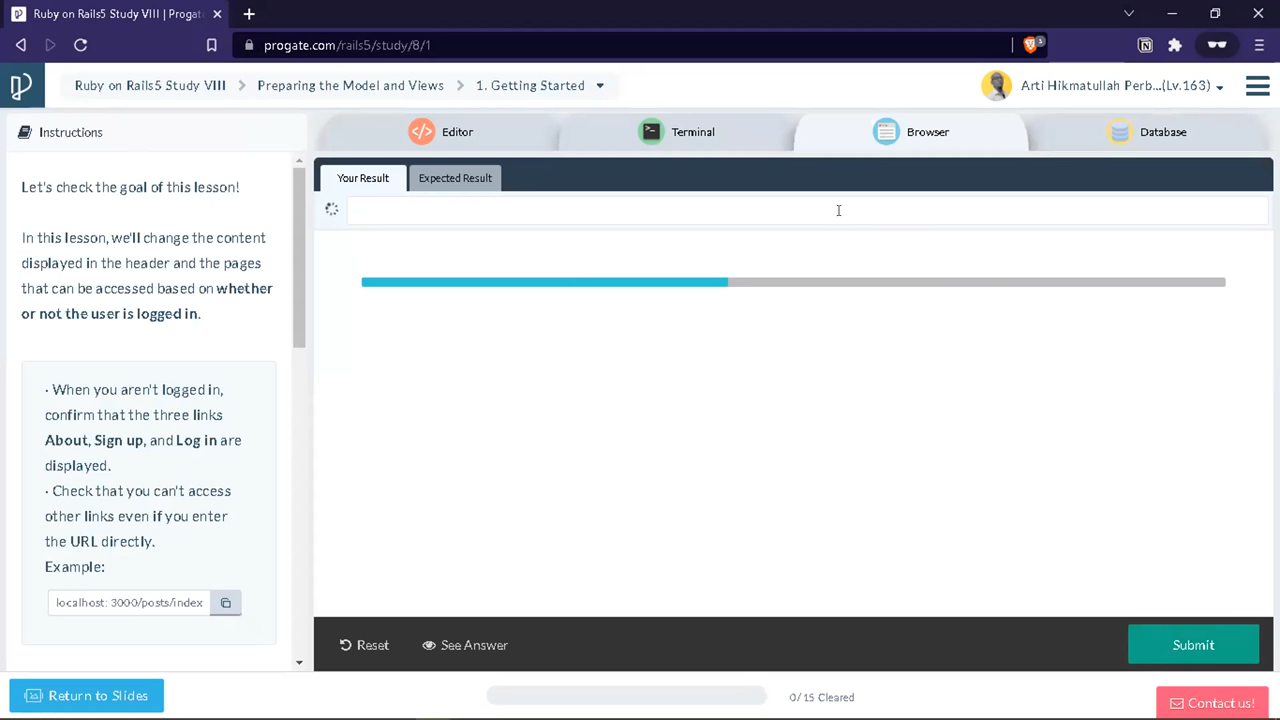 Ruby on Rails5 Study VIII | Progat
progate.com/rails5/study/8/1
3
Ruby on Rails5 Study VIII
Preparing the Model and Views
1. Getting Started
Arti Hikmatullah Perb...(Lv.163)
Instructions
Editor
Terminal
Browser
Database
Your Result
Expected Result
Let's check the goal of this lesson!
In this lesson, we'll change the content
displayed in the header and the pages
that can be accessed based on whether
or not the user is logged in.
· When you aren't logged in,
confirm that the three links
About, Sign up, and Log in are
displayed.
· Check that you can't access
other links even if you enter
the URL directly.
Example:
localhost: 3000/posts/index
Reset
See Answer
Submit
Return to Slides
0/15 Cleared
Contact us!